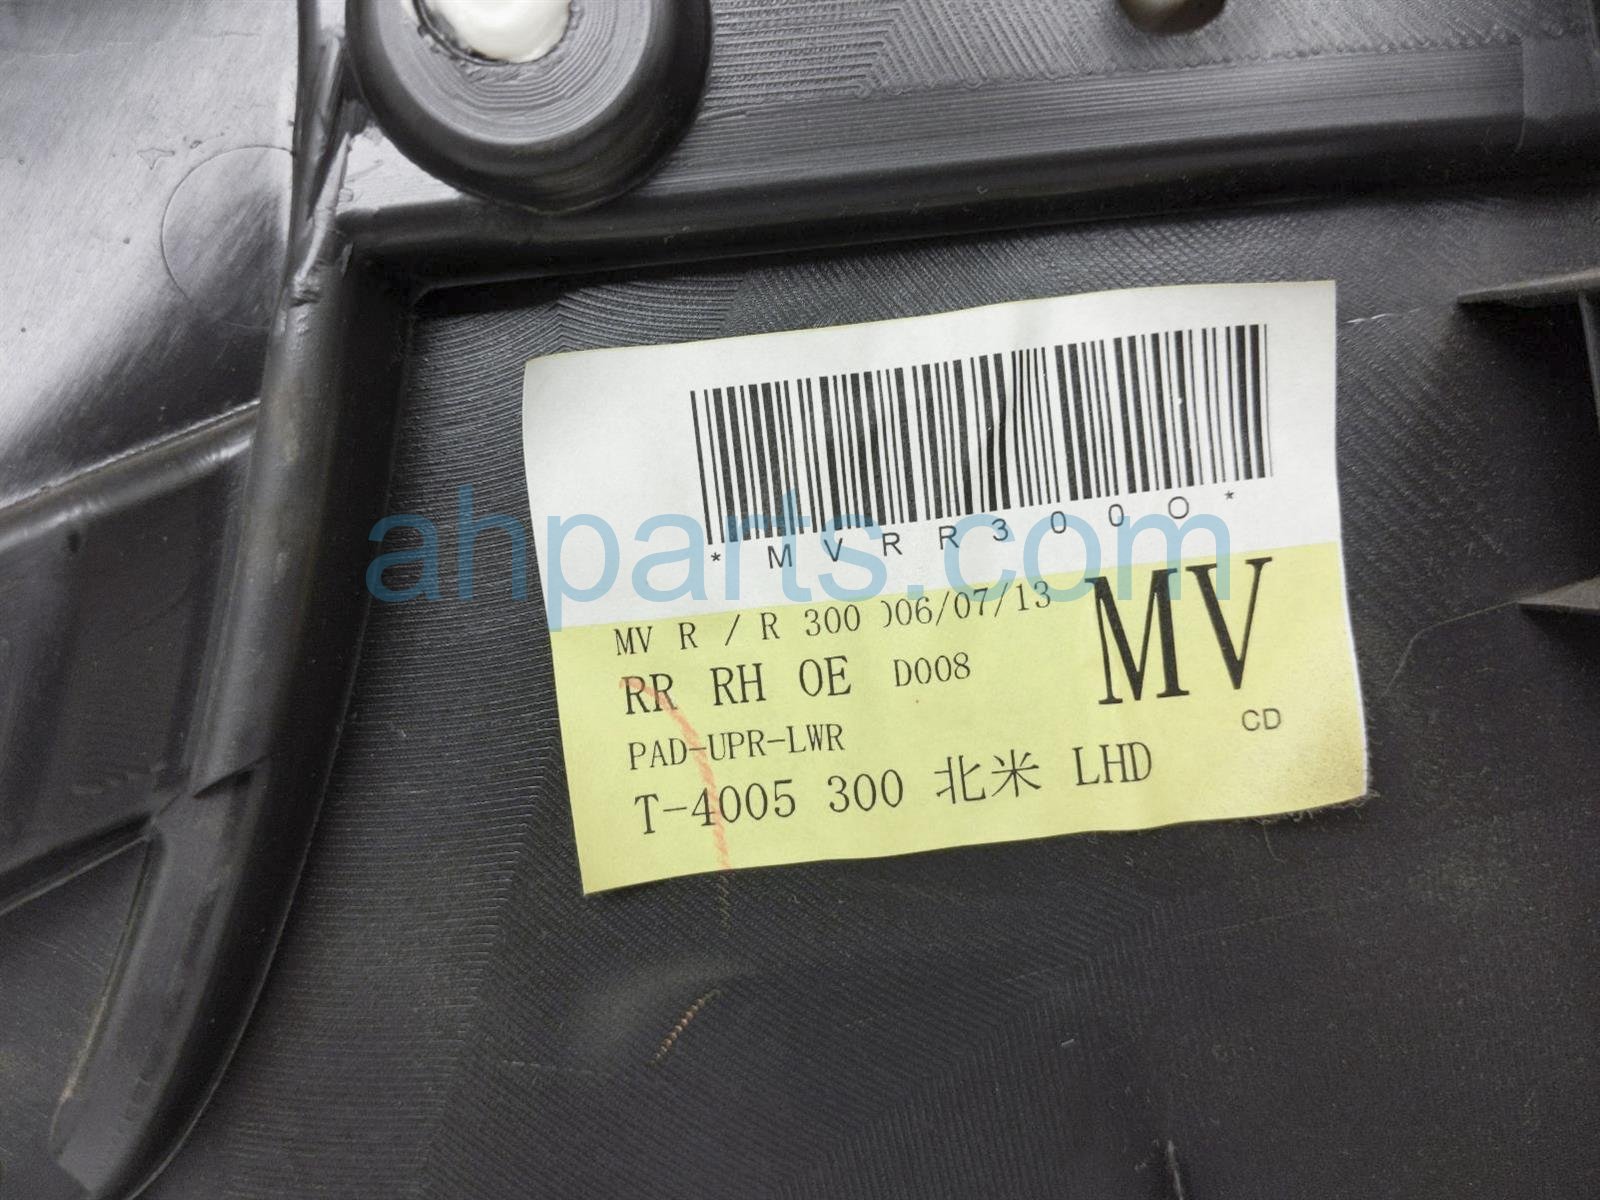 *MVRR3000*
MV R / R 300 006/07/13
RR RH OE D008
MV
CD
PAD-UPR-LWR
T-4005 300 北米 LHD
ahparts.com